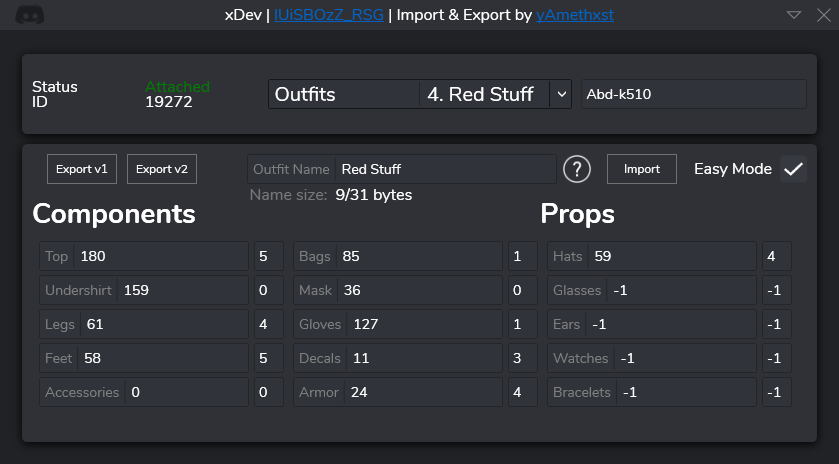 xDev | IUiSBOzZ_RSG | Import & Export by yAmethxst
Status Attached
ID 19272
Outfits 4. Red Stuff Abd-k510
Export v1 Export v2 Outfit Name Red Stuff ? Import Easy Mode
Name size: 9/31 bytes
Components Props
Top 180 5 Bags 85 1 Hats 59 4
Undershirt 159 0 Mask 36 0 Glasses -1 -1
Legs 61 4 Gloves 127 1 Ears -1 -1
Feet 58 5 Decals 11 3 Watches -1 -1
Accessories 0 0 Armor 24 4 Bracelets -1 -1